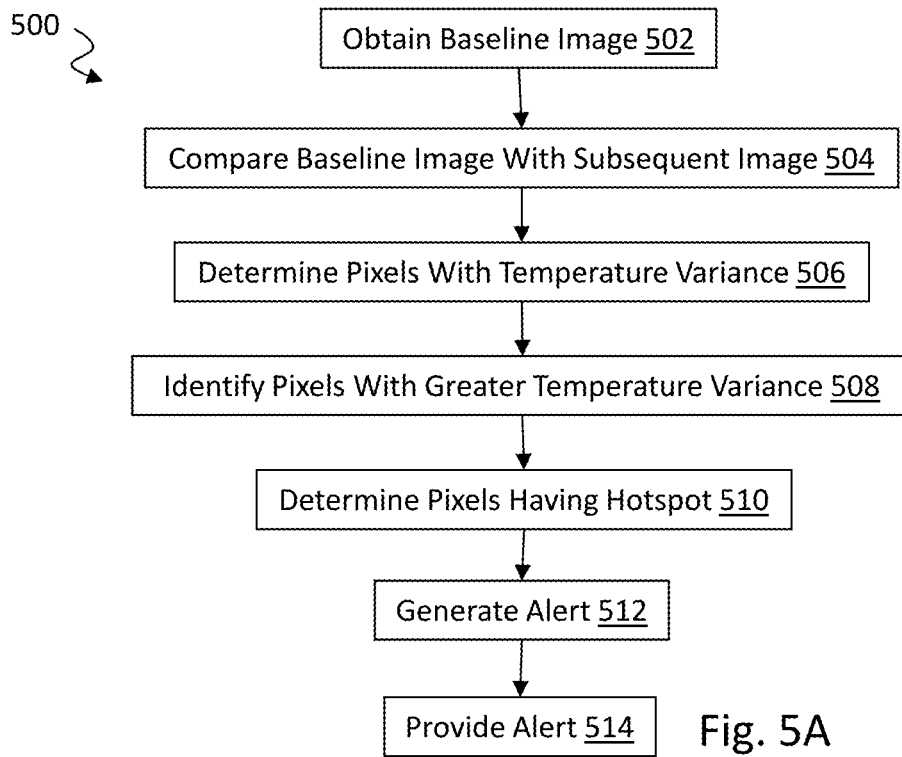 500
Obtain Baseline Image 502
Compare Baseline Image With Subsequent Image 504
Determine Pixels With Temperature Variance 506
Identify Pixels With Greater Temperature Variance 508
Determine Pixels Having Hotspot 510
Generate Alert 512
Provide Alert 514
Fig. 5A